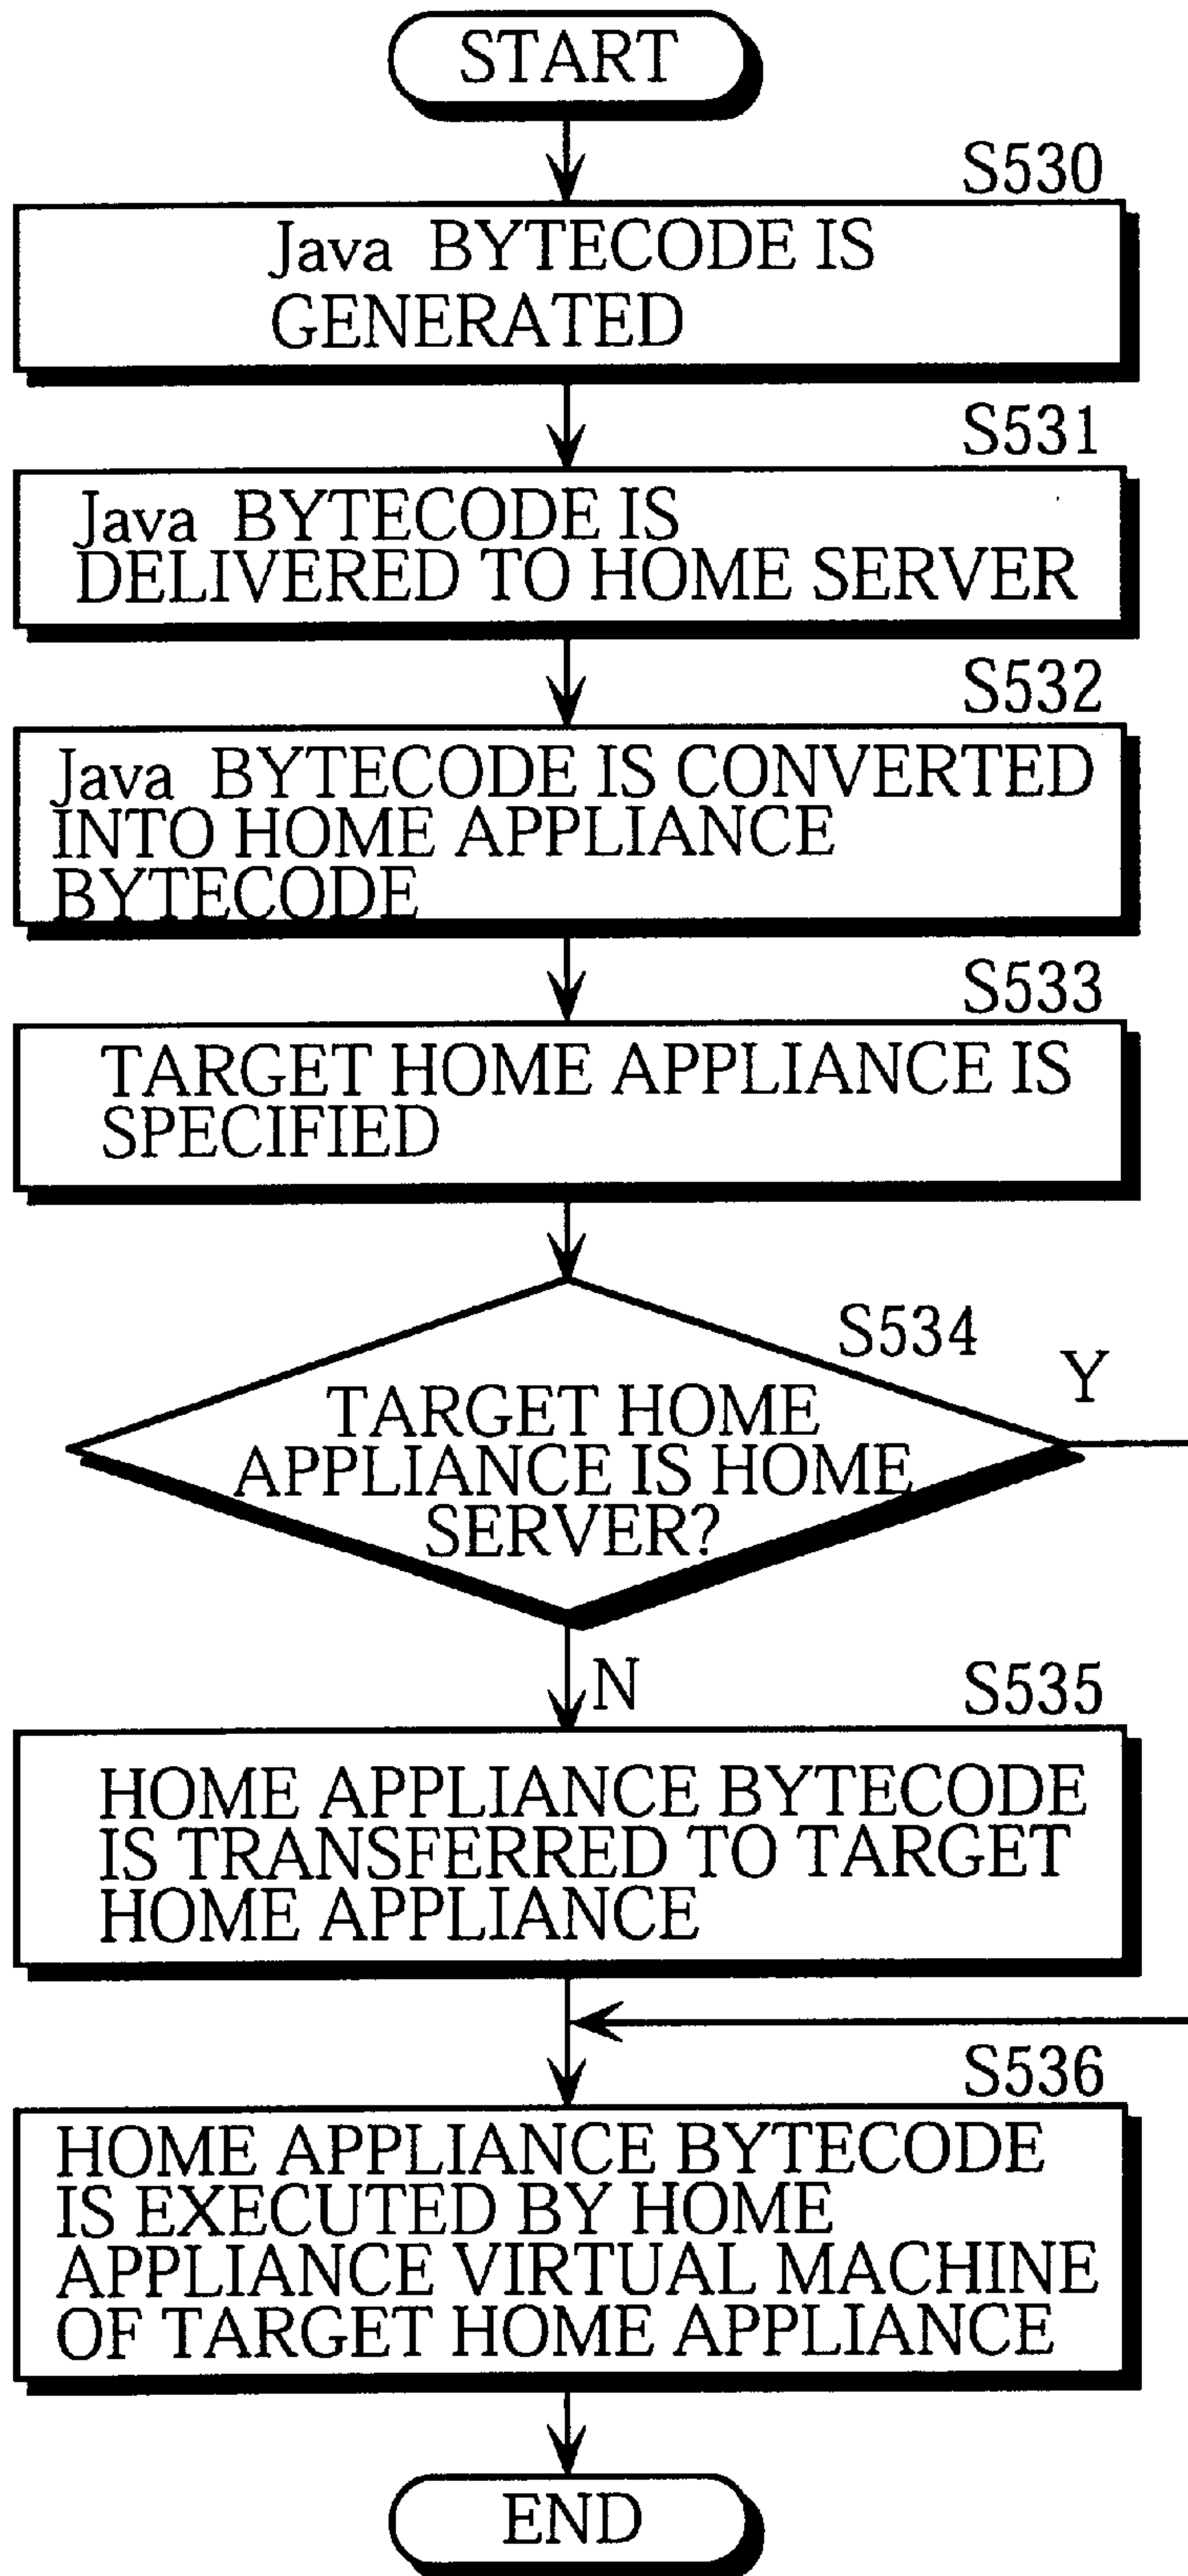 START
S530
Java BYTECODE IS
GENERATED
S531
Java BYTECODE IS
DELIVERED TO HOME SERVER
S532
Java BYTECODE IS CONVERTED
INTO HOME APPLIANCE
BYTECODE
S533
TARGET HOME APPLIANCE IS
SPECIFIED
S534
Y
TARGET HOME
APPLIANCE IS HOME
SERVER?
N
S535
HOME APPLIANCE BYTECODE
IS TRANSFERRED TO TARGET
HOME APPLIANCE
S536
HOME APPLIANCE BYTECODE
IS EXECUTED BY HOME
APPLIANCE VIRTUAL MACHINE
OF TARGET HOME APPLIANCE
END